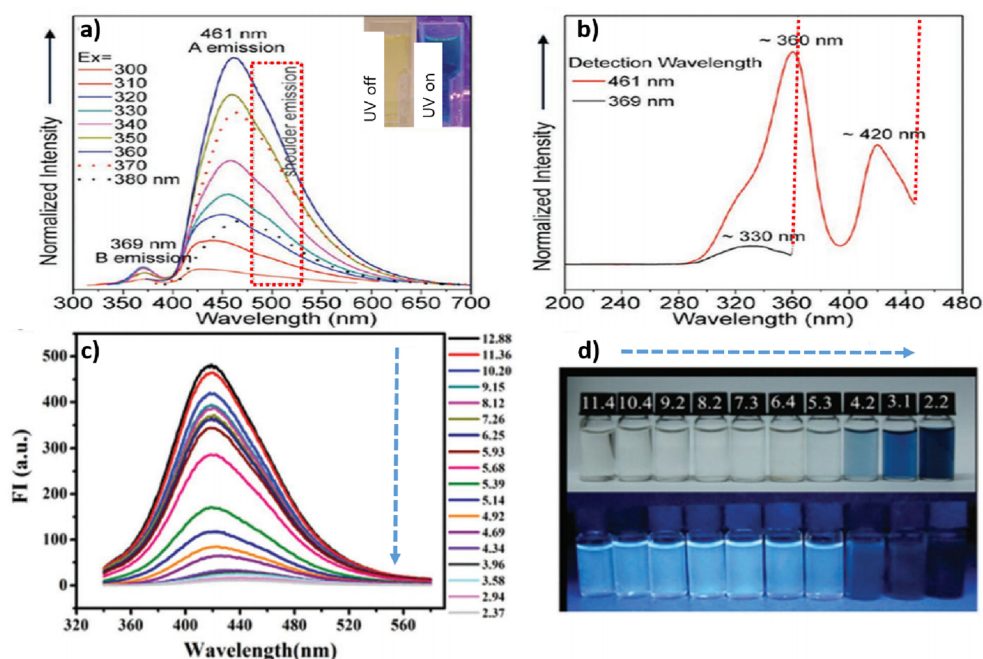 a)
461 nm
A emission
Ex=
300
310
320
330
340
350
360
370
380 nm
369 nm
B emission
shoulder emission
UV off
UV on
Normalized Intensity
300 350 400 450 500 550 600 650 700
Wavelength (nm)
b)
~ 360 nm
Detection Wavelength
461 nm
369 nm
~ 420 nm
~ 330 nm
Normalized Intensity
200 240 280 320 360 400 440 480
Wavelength (nm)
c)
500
400
300
200
100
0
FI (a.u.)
320 360 400 440 480 520 560
Wavelength(nm)
12.88
11.36
10.20
9.15
8.12
7.26
6.25
5.93
5.68
5.39
5.14
4.92
4.69
4.34
3.96
3.58
2.94
2.37
d)
11.4 10.4 9.2 8.2 7.3 6.4 5.3 4.2 3.1 2.2